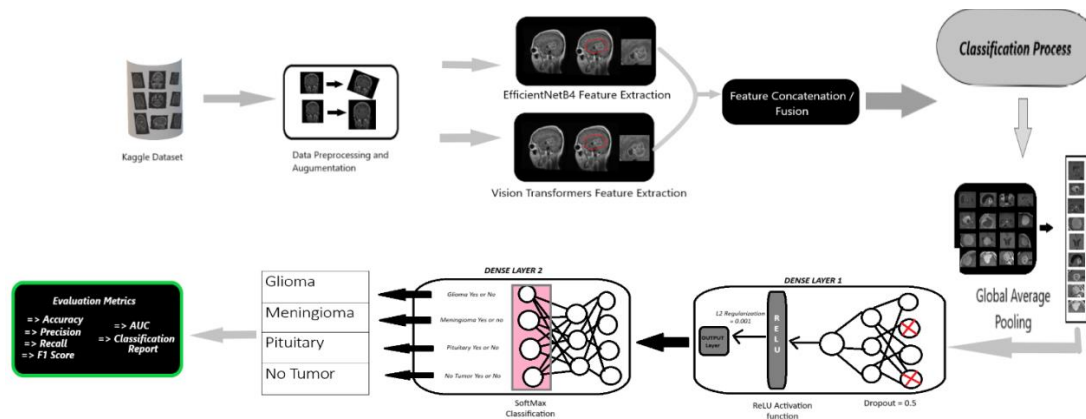 Kaggle Dataset
Data Preprocessing and
Augumentation
EfficientNetB4 Feature Extraction
Vision Transformers Feature Extraction
Feature Concatenation /
Fusion
Classification Process
Global Average
Pooling
DENSE LAYER 1
L2 Regularization
= 0.001
OUTPUT
Layer
R
E
L
U
ReLU Activation
function
Dropout = 0.5
DENSE LAYER 2
Glioma Yes or No
Meningioma Yes or no
Pituitary Yes or No
No Tumor Yes or No
SoftMax
Classification
Glioma
Meningioma
Pituitary
No Tumor
Evaluation Metrics
=> Accuracy
=> Precision
=> Recall
=> F1 Score
=> AUC
=> Classification
Report